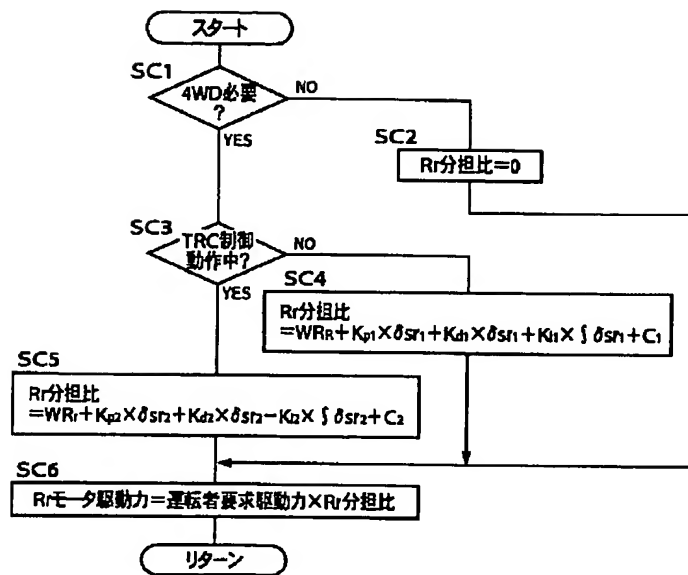 スタート
SC1
4WD必要
?
NO
YES
SC2
Rr分担比=0
SC3
TRC制御
動作中?
NO
YES
SC4
Rr分担比
=WRR+Kp1×δsr1+Kd1×δsr1+KI1×∫δsr1+C1
SC5
Rr分担比
=WRr+Kp2×δsr2+Kd2×δsr2−KI2×∫δsr2+C2
SC6
Rrモータ駆動力=運転者要求駆動力×Rr分担比
リターン